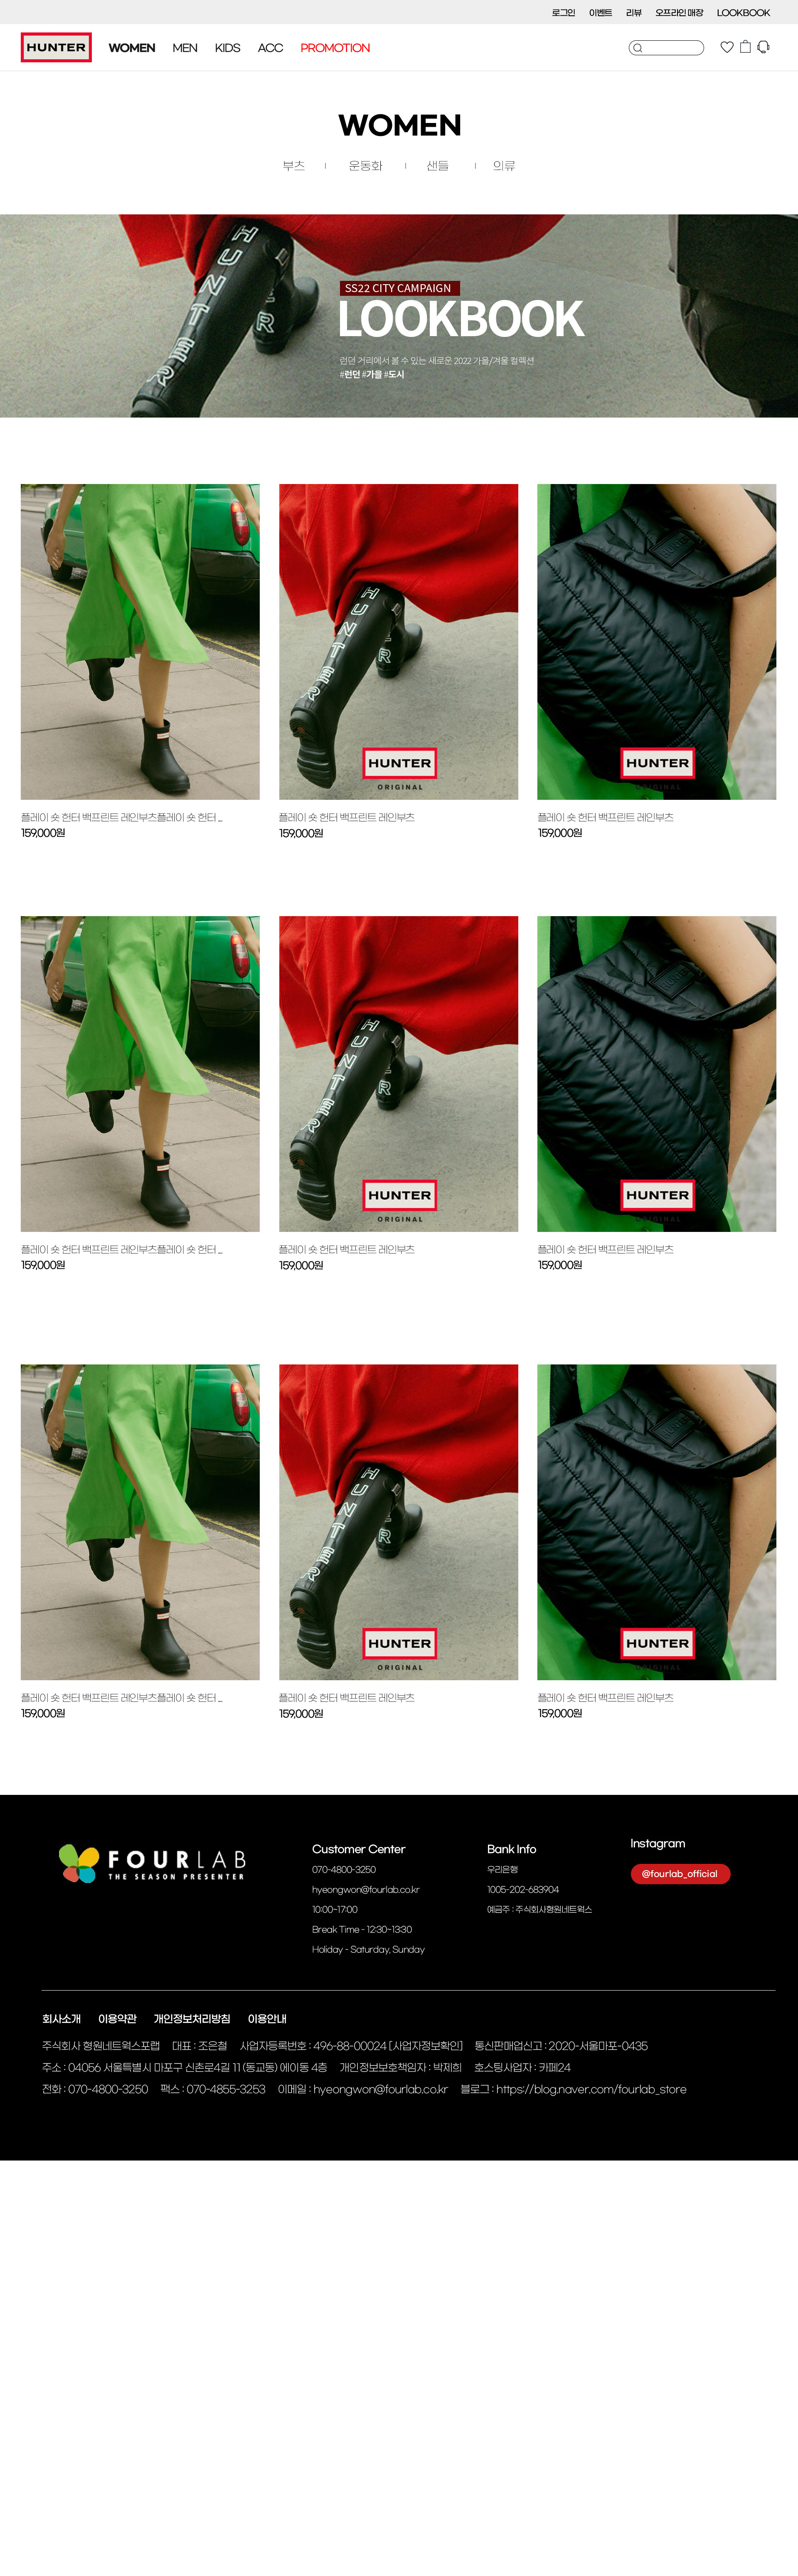 로그인 이벤트 리뷰 오프라인 매장 LOOKBOOK
HUNTER WOMEN MEN KIDS ACC PROMOTION
WOMEN
부츠 | 운동화 | 샌들 | 의류
HUNTER
SS22 CITY CAMPAIGN
LOOKBOOK
런던 거리에서 볼 수 있는 새로운 2022 가을/겨울 컬렉션
#런던 #가을 #도시
HUNTER
HUNTER
ORIGINAL
HUNTER
ORIGINAL
플레이 숏 헌터 백프린트 레인부츠플레이 숏 헌터 ...
159,000원
플레이 숏 헌터 백프린트 레인부츠
159,000원
플레이 숏 헌터 백프린트 레인부츠
159,000원
HUNTER
HUNTER
ORIGINAL
HUNTER
ORIGINAL
플레이 숏 헌터 백프린트 레인부츠플레이 숏 헌터 ...
159,000원
플레이 숏 헌터 백프린트 레인부츠
159,000원
플레이 숏 헌터 백프린트 레인부츠
159,000원
HUNTER
HUNTER
ORIGINAL
HUNTER
ORIGINAL
플레이 숏 헌터 백프린트 레인부츠플레이 숏 헌터 ...
159,000원
플레이 숏 헌터 백프린트 레인부츠
159,000원
플레이 숏 헌터 백프린트 레인부츠
159,000원
FOURLAB
THE SEASON PRESENTER
Customer Center
070-4800-3250
hyeongwon@fourlab.co.kr
10:00~17:00
Break Time - 12:30~13:30
Holiday - Saturday, Sunday
Bank Info
우리은행
1005-202-683904
예금주 : 주식회사형원네트웍스
Instagram
@fourlab_official
회사소개 이용약관 개인정보처리방침 이용안내
주식회사 형원네트웍스포랩 대표 : 조은철 사업자등록번호 : 496-88-00024 [사업자정보확인] 통신판매업신고 : 2020-서울마포-0435
주소 : 04056 서울특별시 마포구 신촌로4길 11 (동교동) 에이동 4층 개인정보보호책임자 : 박제희 호스팅사업자 : 카페24
전화 : 070-4800-3250 팩스 : 070-4855-3253 이메일 : hyeongwon@fourlab.co.kr 블로그 : https://blog.naver.com/fourlab_store